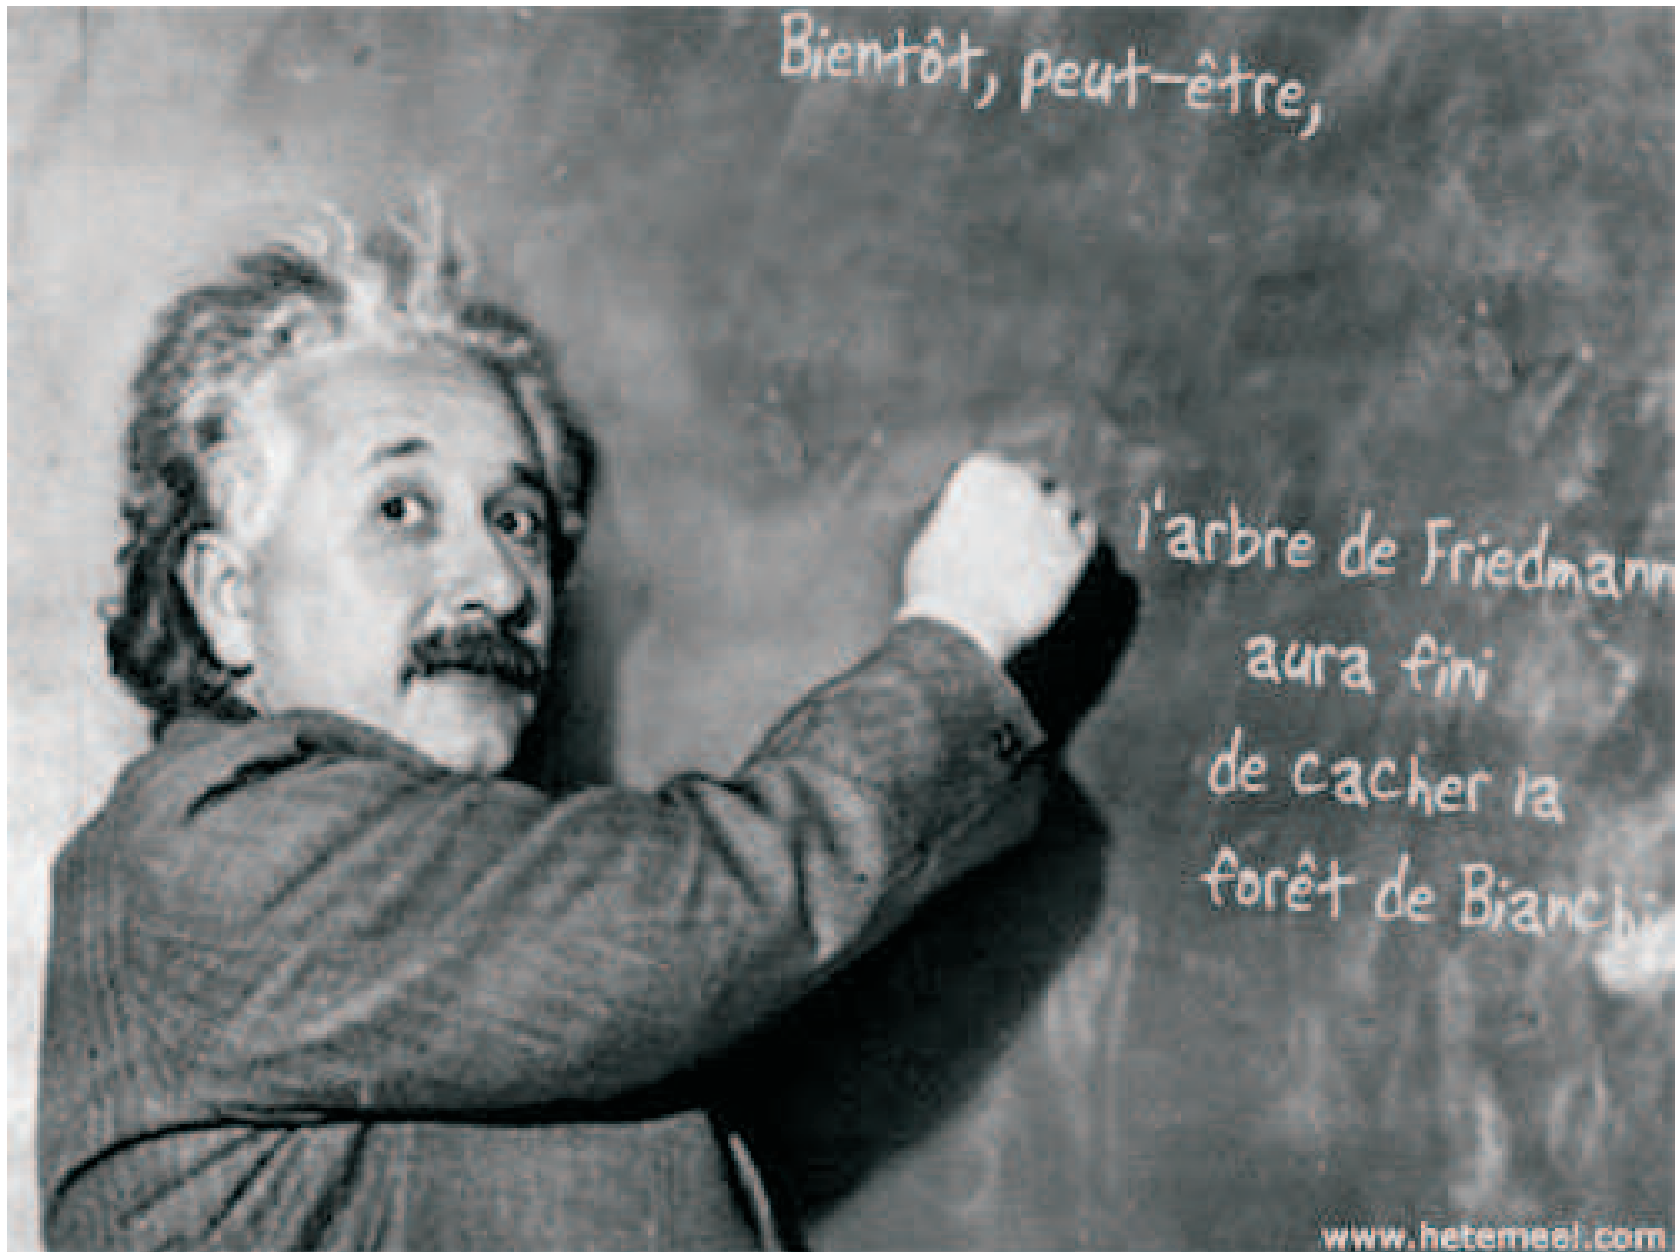 Bientôt, peut-être,
l'arbre de Friedmann
aura fini
de cacher la
forêt de Bianchi
www.hetemeel.com